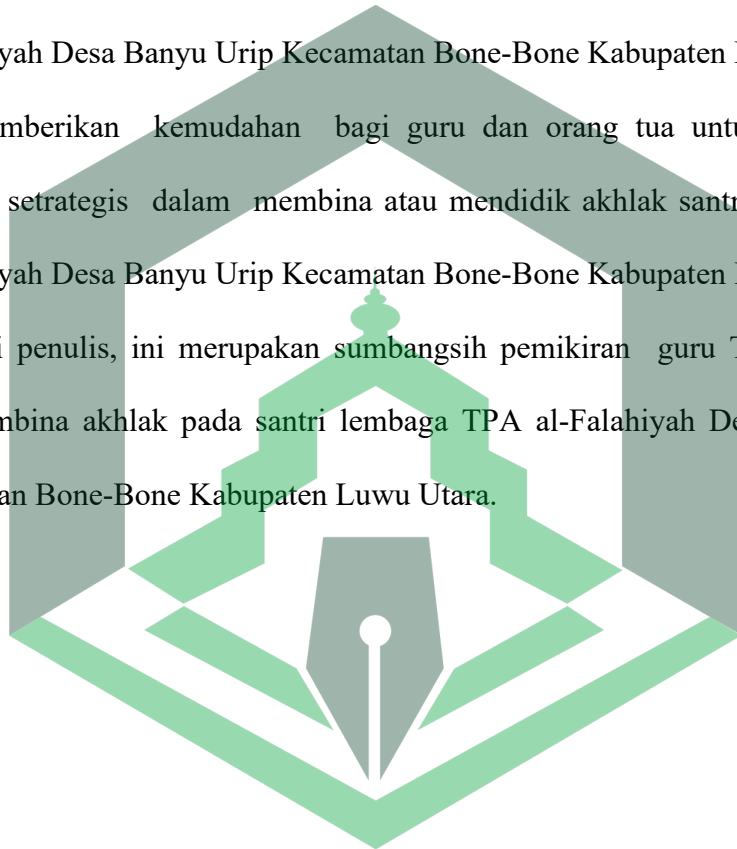 yah Desa Banyu Urip Kecamatan Bone-Bone Kabupaten
mberikan kemudahan bagi guru dan orang tua untu
setrategis dalam membina atau mendidik akhlak santr
yah Desa Banyu Urip Kecamatan Bone-Bone Kabupaten
i penulis, ini merupakan sumbangsih pemikiran guru T
mbina akhlak pada santri lembaga TPA al-Falahiyah De
an Bone-Bone Kabupaten Luwu Utara.